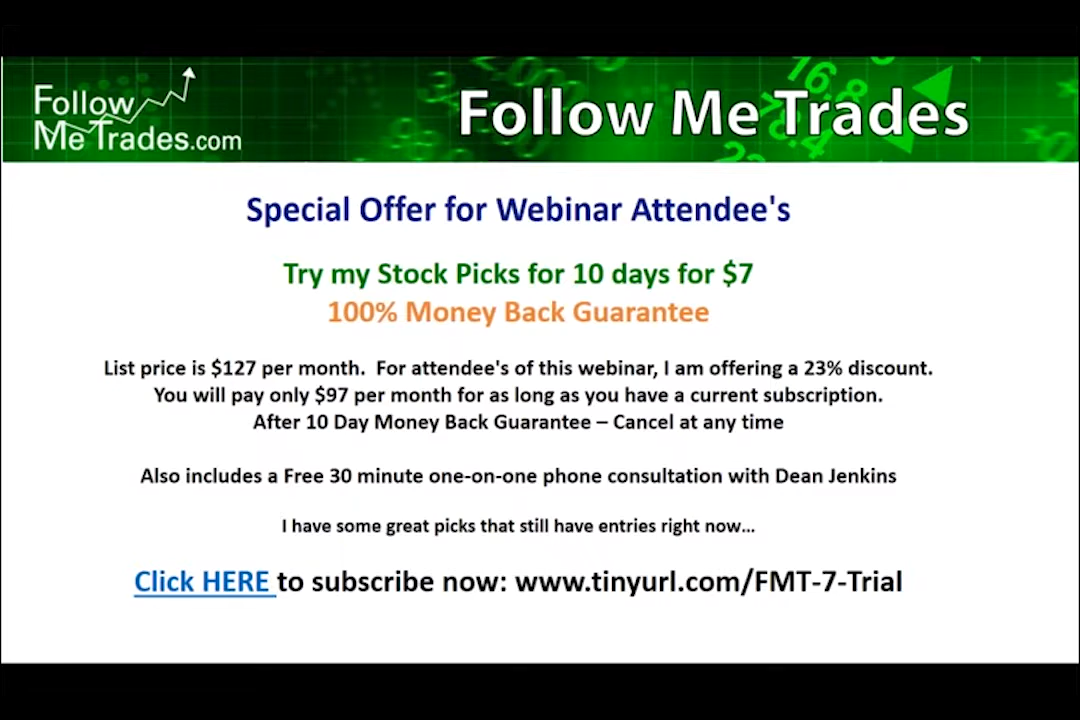 Follow
Me Trades.com
Follow Me Trades
Special Offer for Webinar Attendee's
Try my Stock Picks for 10 days for $7
100% Money Back Guarantee
List price is $127 per month.  For attendee's of this webinar, I am offering a 23% discount.
You will pay only $97 per month for as long as you have a current subscription.
After 10 Day Money Back Guarantee – Cancel at any time
Also includes a Free 30 minute one-on-one phone consultation with Dean Jenkins
I have some great picks that still have entries right now...
Click HERE to subscribe now: www.tinyurl.com/FMT-7-Trial